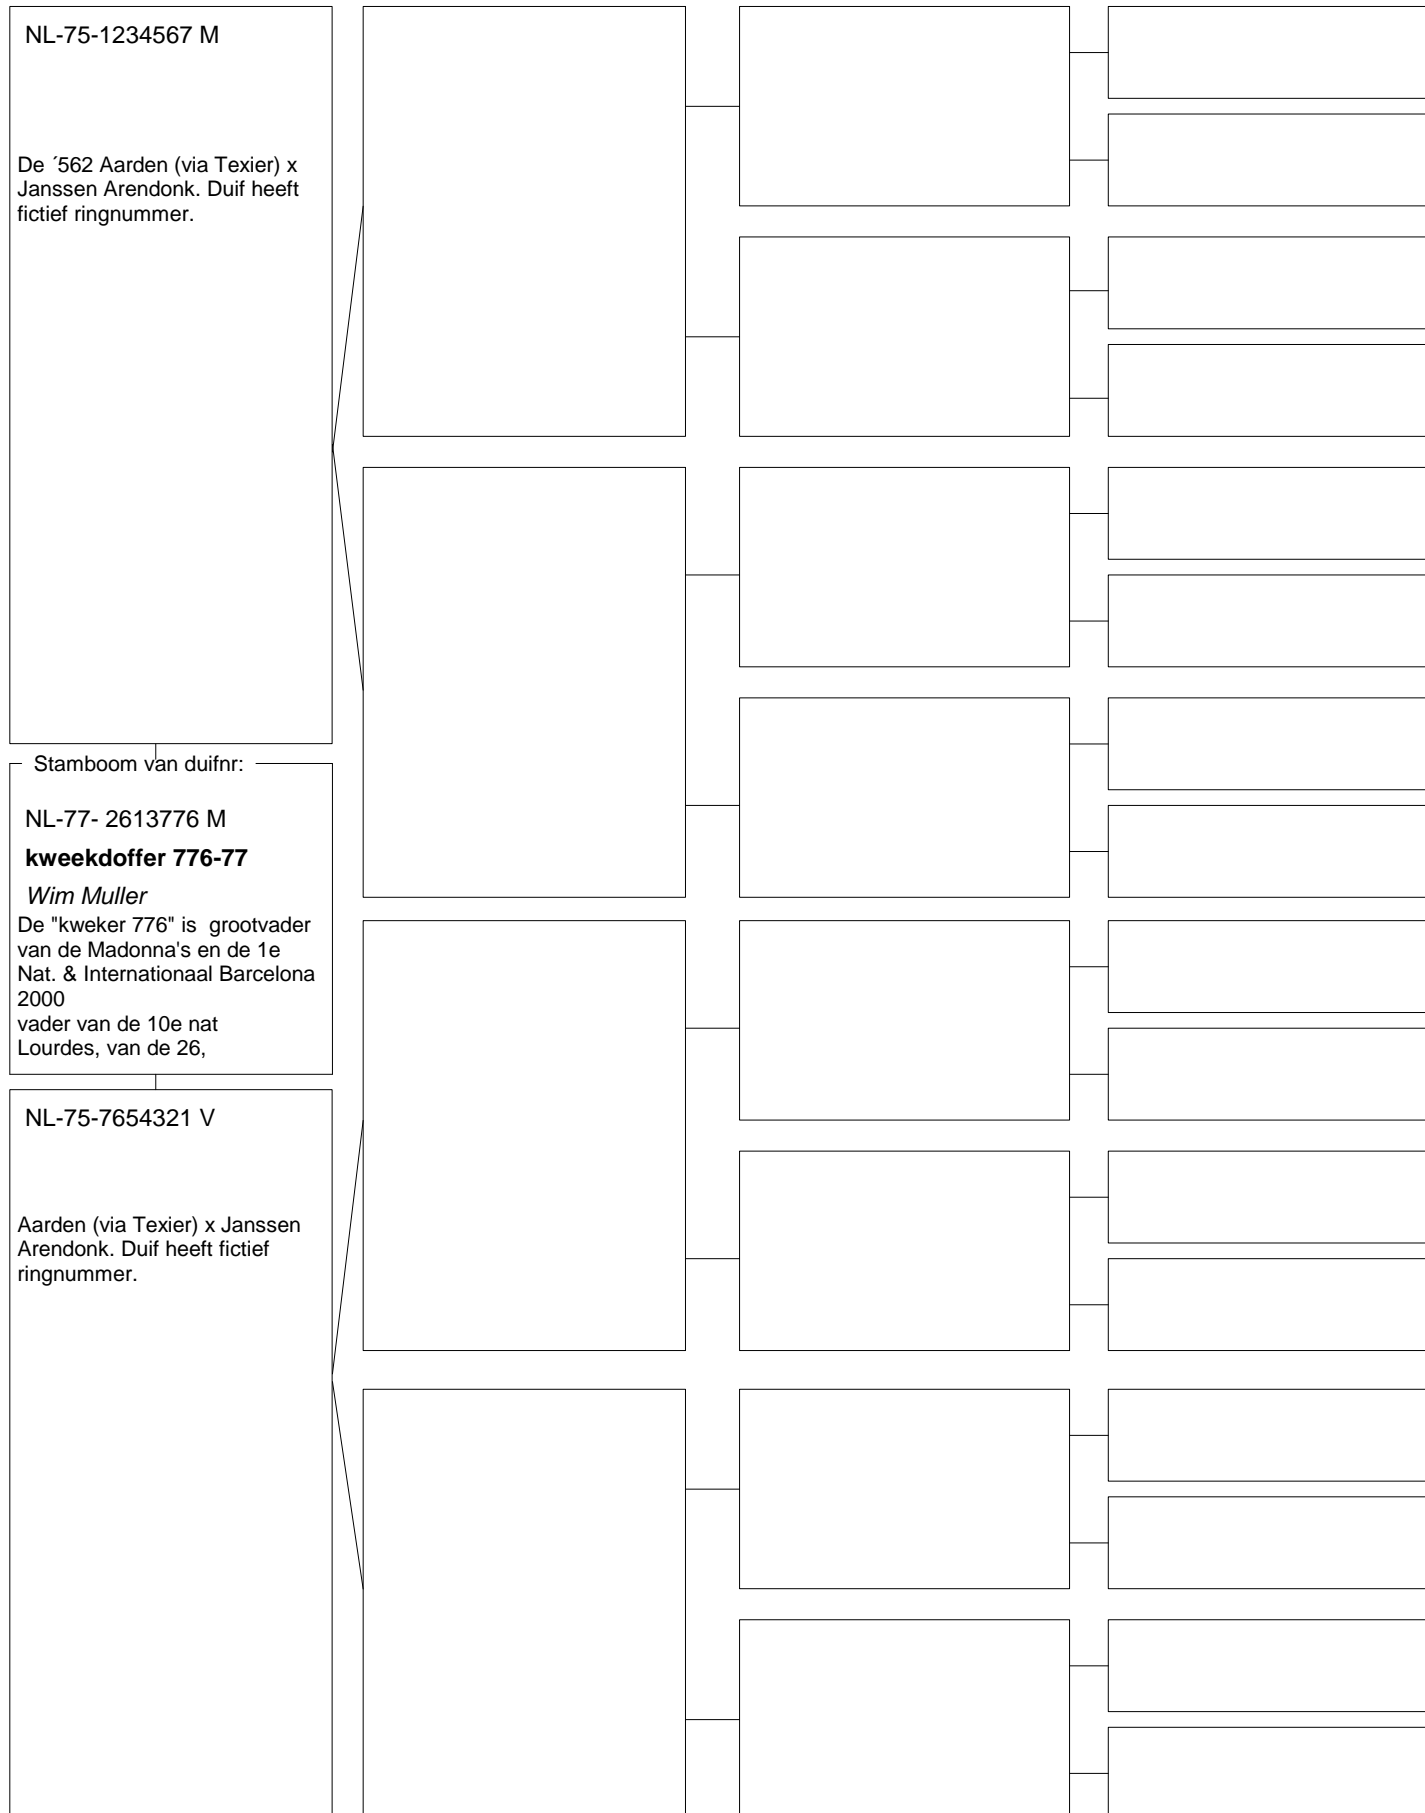 NL-75-1234567 M
De ´562 Aarden (via Texier) x
Janssen Arendonk. Duif heeft
fictief ringnummer.
Stamboom van duifnr:
NL-77- 2613776 M
kweekdoffer 776-77
Wim Muller
De "kweker 776" is  grootvader
van de Madonna's en de 1e
Nat. & Internationaal Barcelona
2000
vader van de 10e nat
Lourdes, van de 26,
NL-75-7654321 V
Aarden (via Texier) x Janssen
Arendonk. Duif heeft fictief
ringnummer.